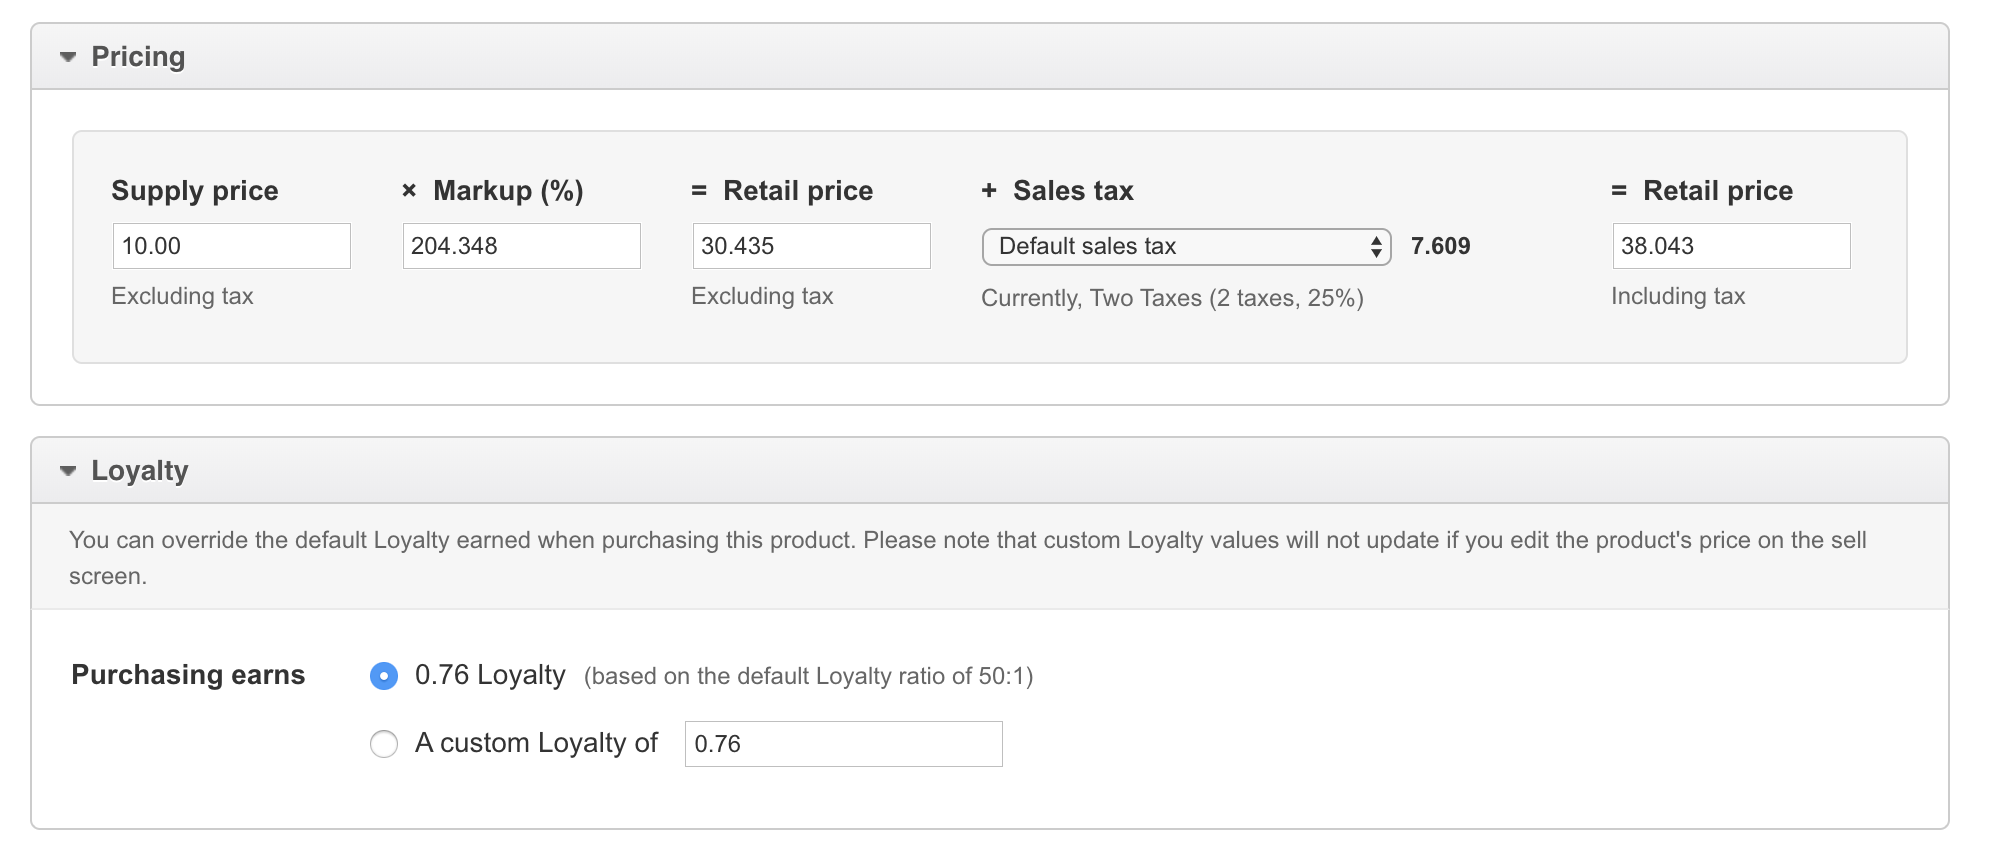 Pricing
Supply price × Markup (%) = Retail price + Sales tax = Retail price
10.00 204.348 30.435 Default sales tax 7.609 38.043
Excluding tax Excluding tax Currently, Two Taxes (2 taxes, 25%) Including tax
Loyalty
You can override the default Loyalty earned when purchasing this product. Please note that custom Loyalty values will not update if you edit the product's price on the sell
screen.
Purchasing earns 0.76 Loyalty (based on the default Loyalty ratio of 50:1)
A custom Loyalty of 0.76